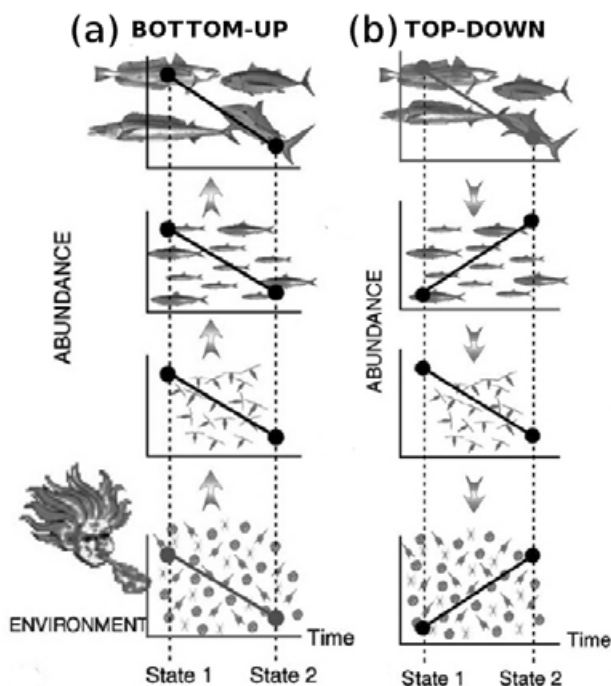 (a) BOTTOM-UP
(b) TOP-DOWN
ABUNDANCE
ABUNDANCE
ENVIRONMENT
Time
Time
State 1 State 2
State 1 State 2